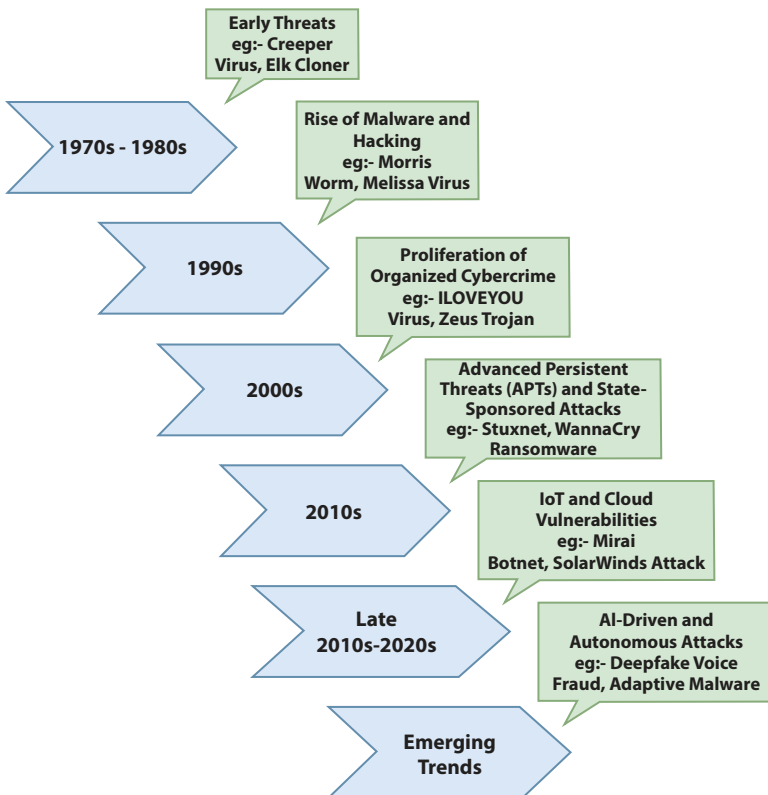 Early Threats
eg:- Creeper
Virus, Elk Cloner
1970s - 1980s
Rise of Malware and
Hacking
eg:- Morris
Worm, Melissa Virus
1990s
Proliferation of
Organized Cybercrime
eg:- ILOVEYOU
Virus, Zeus Trojan
2000s
Advanced Persistent
Threats (APTs) and State-
Sponsored Attacks
eg:- Stuxnet, WannaCry
Ransomware
2010s
IoT and Cloud
Vulnerabilities
eg:- Mirai
Botnet, SolarWinds Attack
Late
2010s-2020s
AI-Driven and
Autonomous Attacks
eg:- Deepfake Voice
Fraud, Adaptive Malware
Emerging
Trends